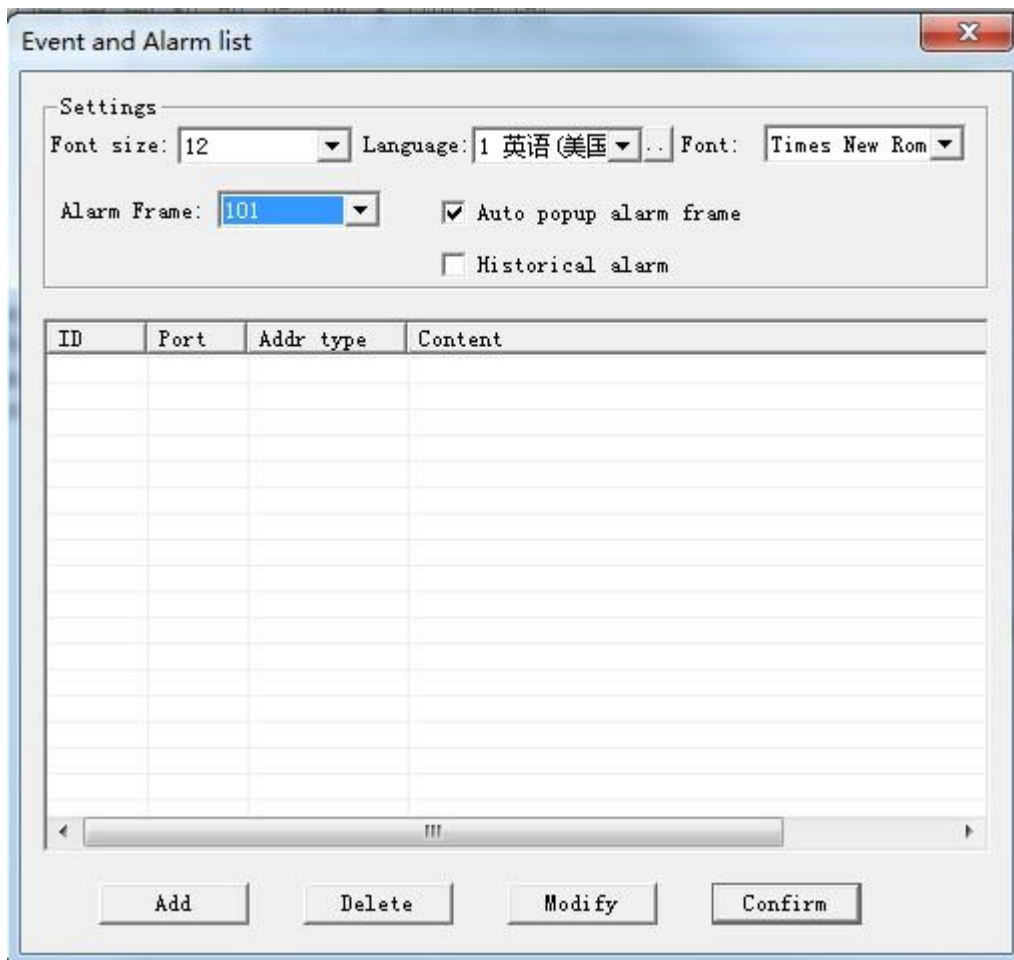 Event and Alarm list
Settings
Font size: 12 Language: 1 英语(美国 .. Font: Times New Rom
Alarm Frame: 101 Auto popup alarm frame
Historical alarm
ID Port Addr type Content
Add Delete Modify Confirm